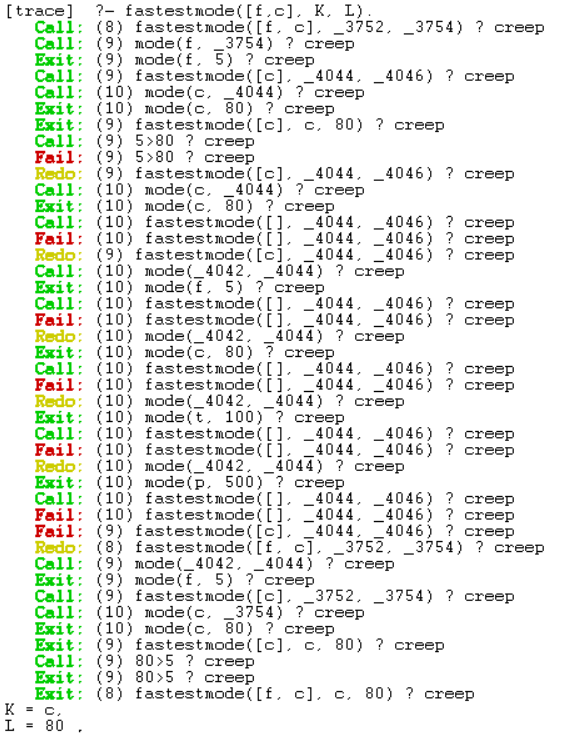 [trace]  ?- fastestmode([f,c], K, L).
Call: (8) fastestmode([f, c], _3752, _3754) ? creep
Call: (9) mode(f, _3754) ? creep
Exit: (9) mode(f, 5) ? creep
Call: (9) fastestmode([c], _4044, _4046) ? creep
Call: (10) mode(c, _4044) ? creep
Exit: (10) mode(c, 80) ? creep
Exit: (9) fastestmode([c], c, 80) ? creep
Call: (9) 5>80 ? creep
Fail: (9) 5>80 ? creep
Redo: (9) fastestmode([c], _4044, _4046) ? creep
Call: (10) mode(c, _4044) ? creep
Exit: (10) mode(c, 80) ? creep
Call: (10) fastestmode([], _4044, _4046) ? creep
Fail: (10) fastestmode([], _4044, _4046) ? creep
Redo: (9) fastestmode([c], _4044, _4046) ? creep
Call: (10) mode(_4042, _4044) ? creep
Exit: (10) mode(f, 5) ? creep
Call: (10) fastestmode([], _4044, _4046) ? creep
Fail: (10) fastestmode([], _4044, _4046) ? creep
Redo: (10) mode(_4042, _4044) ? creep
Exit: (10) mode(c, 80) ? creep
Call: (10) fastestmode([], _4044, _4046) ? creep
Fail: (10) fastestmode([], _4044, _4046) ? creep
Redo: (10) mode(_4042, _4044) ? creep
Exit: (10) mode(t, 100) ? creep
Call: (10) fastestmode([], _4044, _4046) ? creep
Fail: (10) fastestmode([], _4044, _4046) ? creep
Redo: (10) mode(_4042, _4044) ? creep
Exit: (10) mode(p, 500) ? creep
Call: (10) fastestmode([], _4044, _4046) ? creep
Fail: (10) fastestmode([], _4044, _4046) ? creep
Fail: (9) fastestmode([c], _4044, _4046) ? creep
Redo: (8) fastestmode([f, c], _3752, _3754) ? creep
Call: (9) mode(_4042, _4044) ? creep
Exit: (9) mode(f, 5) ? creep
Call: (9) fastestmode([c], _3752, _3754) ? creep
Call: (10) mode(c, _3754) ? creep
Exit: (10) mode(c, 80) ? creep
Exit: (9) fastestmode([c], c, 80) ? creep
Call: (9) 80>5 ? creep
Exit: (9) 80>5 ? creep
Exit: (8) fastestmode([f, c], c, 80) ? creep
K = c,
L = 80 ,